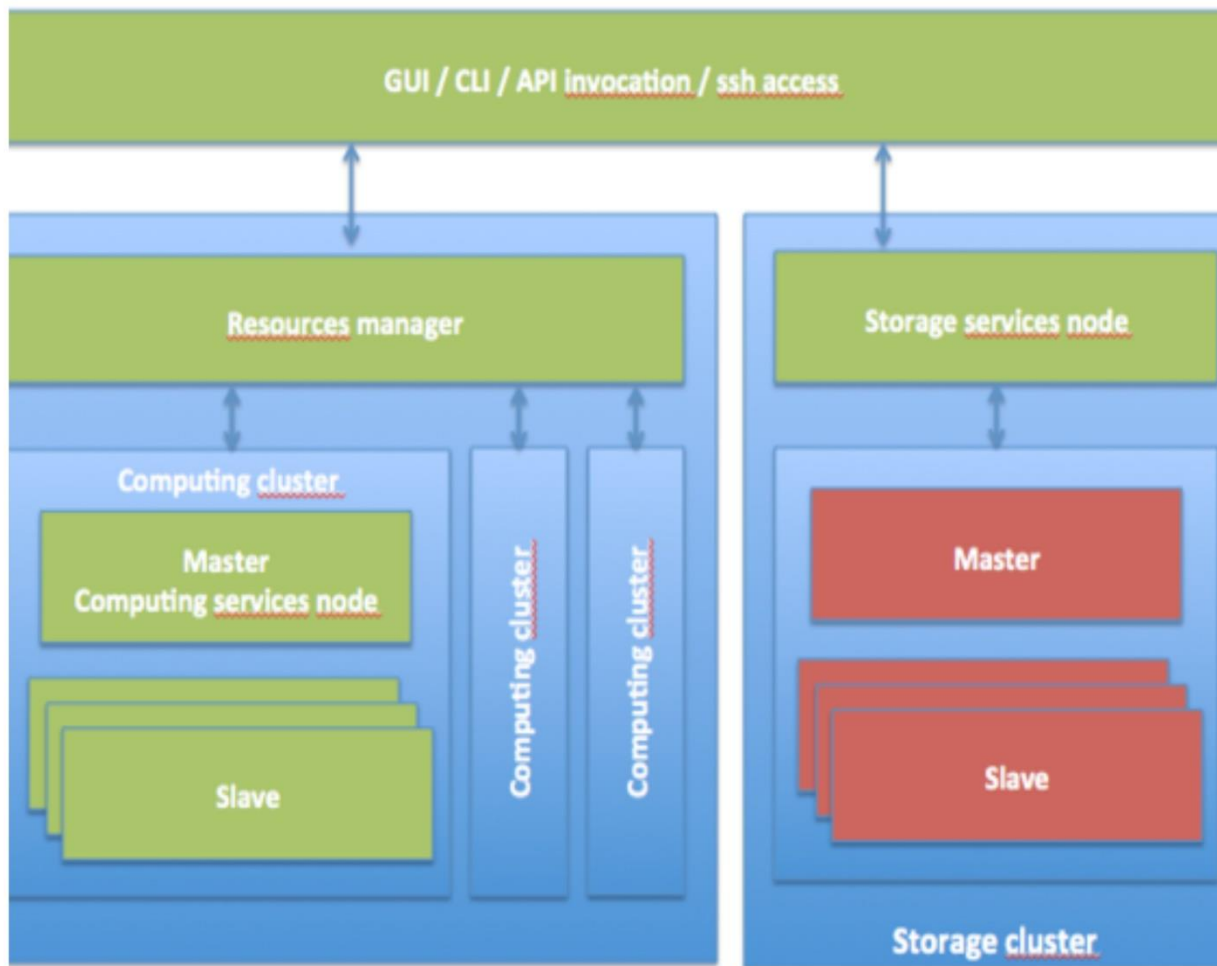 GUI / CLI / API invocation / ssh access
Resources manager
Storage services node
Computing cluster
Master
Computing services node
Slave
Computing cluster
Computing cluster
Master
Slave
Storage cluster